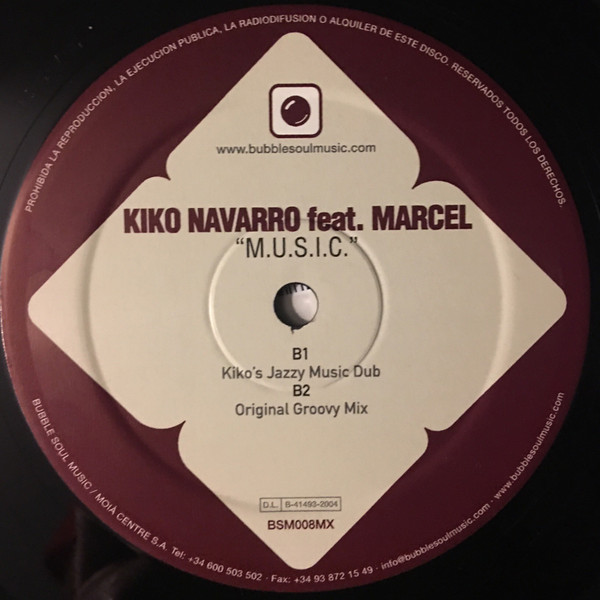 PROHIBIDA LA REPRODUCCION, LA EJECUCION PUBLICA, LA RADIODIFUSION O ALQUILER DE ESTE DISCO. RESERVADOS TODOS LOS DERECHOS.
www.bubblesoulmusic.com
KIKO NAVARRO feat. MARCEL
“M.U.S.I.C.”
B1
Kiko's Jazzy Music Dub
B2
Original Groovy Mix
D.L. B-41493-2004
BSM008MX
BUBBLE SOUL MUSIC / MOIÀ CENTRE S.A. Tel: +34 600 503 502 · Fax: +34 93 872 15 49 · info@bubblesoulmusic.com · www.bubblesoulmusic.com